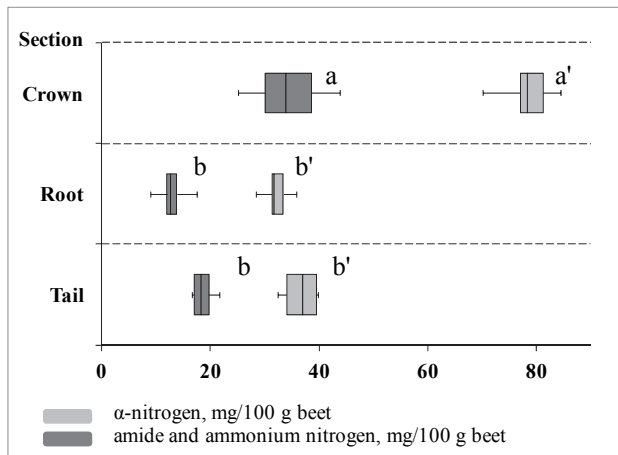 Section
Crown a a'
Root b b'
Tail b b'
0 20 40 60 80
α-nitrogen, mg/100 g beet
amide and ammonium nitrogen, mg/100 g beet